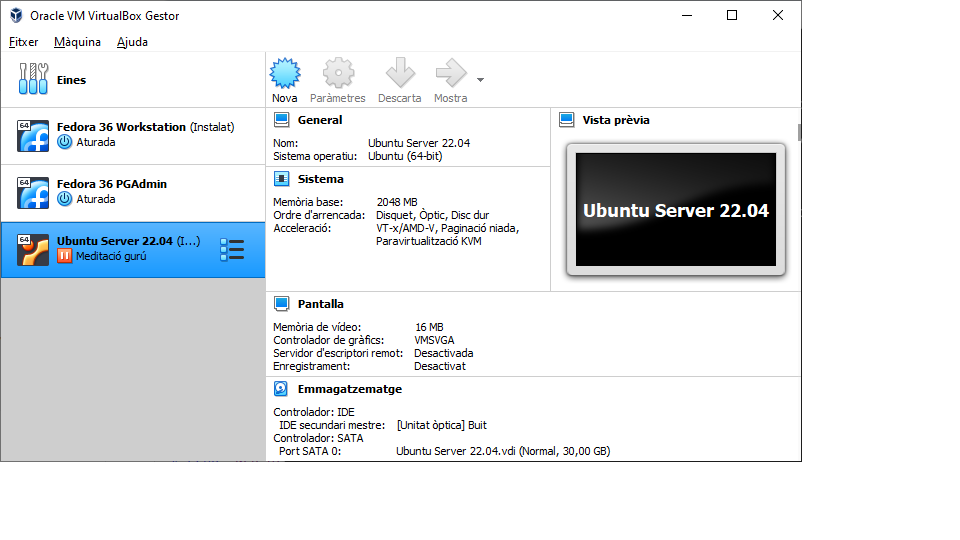 Oracle VM VirtualBox Gestor
Fitxer Màquina Ajuda
Eines
Nova Paràmetres Descarta Mostra
64 Fedora 36 Workstation (Instalat)
Aturada
64 Fedora 36 PGAdmin
Aturada
64 Ubuntu Server 22.04 (I...)
Meditació gurú
General
Nom: Ubuntu Server 22.04
Sistema operatiu: Ubuntu (64-bit)
Sistema
Memòria base: 2048 MB
Ordre d'arrencada: Disquet, Òptic, Disc dur
Acceleració: VT-x/AMD-V, Paginació niada,
Paravirtualització KVM
Vista prèvia
Ubuntu Server 22.04
Pantalla
Memòria de vídeo: 16 MB
Controlador de gràfics: VMSVGA
Servidor d'escriptori remot: Desactivada
Enregistrament: Desactivat
Emmagatzematge
Controlador: IDE
IDE secundari mestre: [Unitat òptica] Buit
Controlador: SATA
Port SATA 0: Ubuntu Server 22.04.vdi (Normal, 30,00 GB)